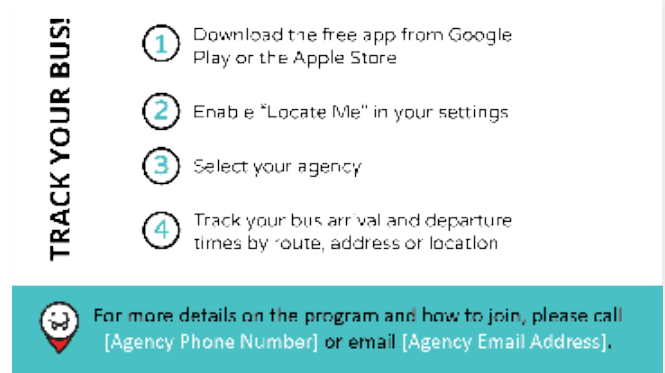 TRACK YOUR BUS!
1 Download the free app from Google
Play or the Apple Store
2 Enable "Locate Me" in your settings
3 Select your agency
4 Track your bus arrival and departure
times by route, address or location
For more details on the program and how to join, please call
[Agency Phone Number] or email [Agency Email Address].